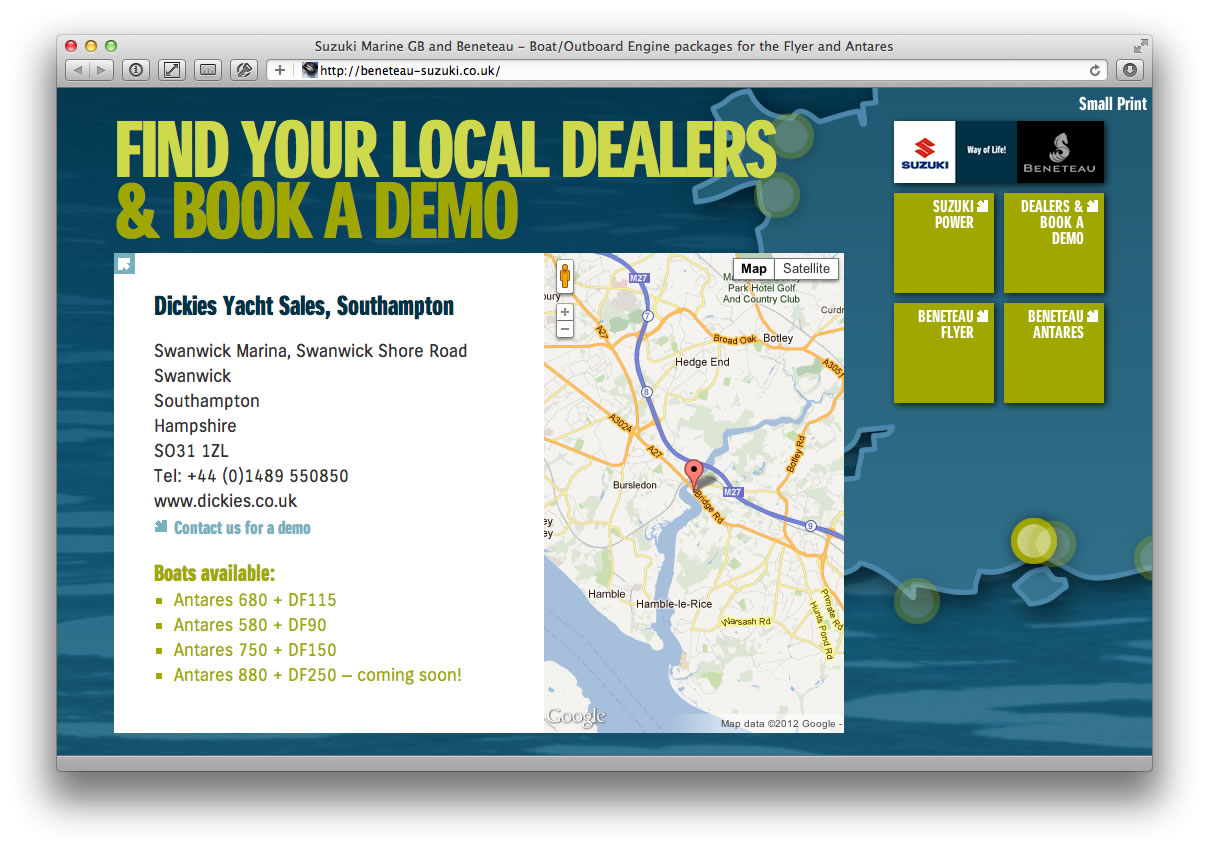 Suzuki Marine GB and Beneteau – Boat/Outboard Engine packages for the Flyer and Antares
http://beneteau-suzuki.co.uk/
Small Print
FIND YOUR LOCAL DEALERS
& BOOK A DEMO
SUZUKI
Way of Life!
BENETEAU
SUZUKI
POWER
DEALERS &
BOOK A
DEMO
BENETEAU
FLYER
BENETEAU
ANTARES
Dickies Yacht Sales, Southampton
Swanwick Marina, Swanwick Shore Road
Swanwick
Southampton
Hampshire
SO31 1ZL
Tel: +44 (0)1489 550850
www.dickies.co.uk
Contact us for a demo
Boats available:
Antares 680 + DF115
Antares 580 + DF90
Antares 750 + DF150
Antares 880 + DF250 – coming soon!
Map
Satellite
M27
Park Hotel Golf
And Country Club
7
A27
Broad Oak
Botley
Hedge End
A3051
8
A3024
A27
Botley Rd
Bursledon
M27
Bridge Rd
9
Hamble
Hamble-le-Rice
Warsash Rd
Primate Rd
Hunts Pond Rd
Google
Map data ©2012 Google -